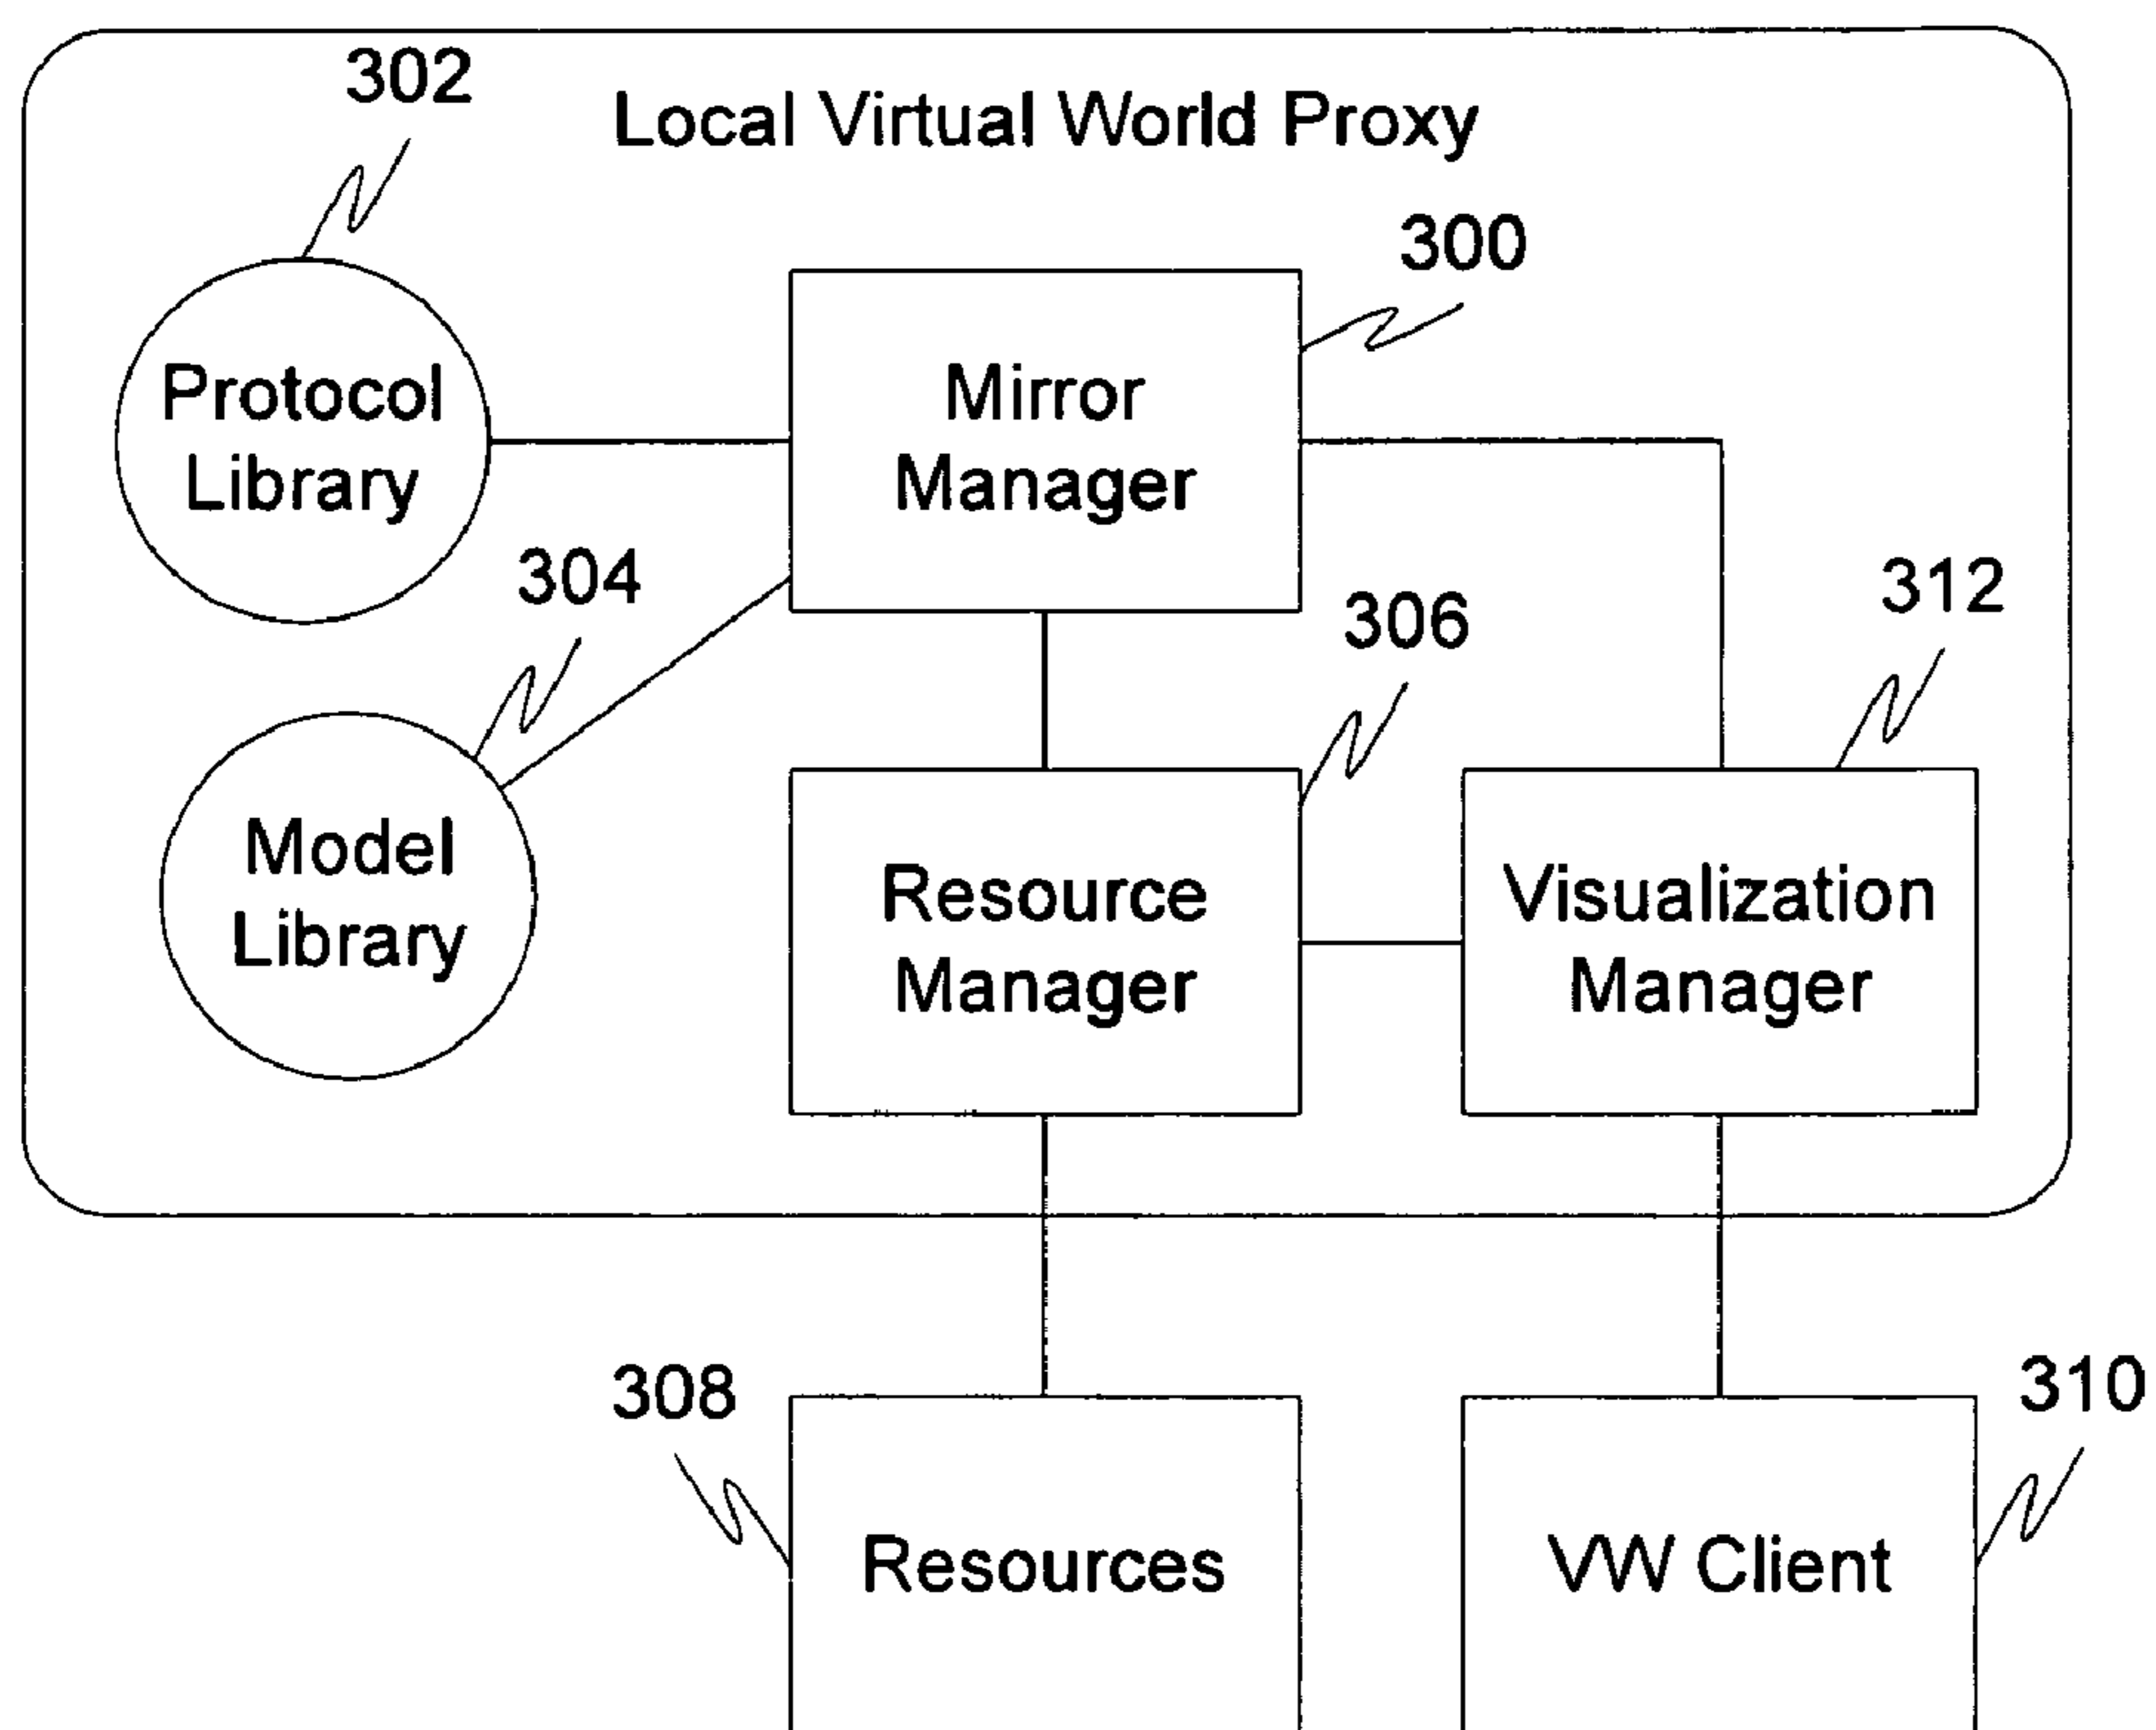 302
Local Virtual World Proxy
300
Protocol
Library
Mirror
Manager
304
306
312
Model
Library
Resource
Manager
Visualization
Manager
308
310
Resources
VW Client